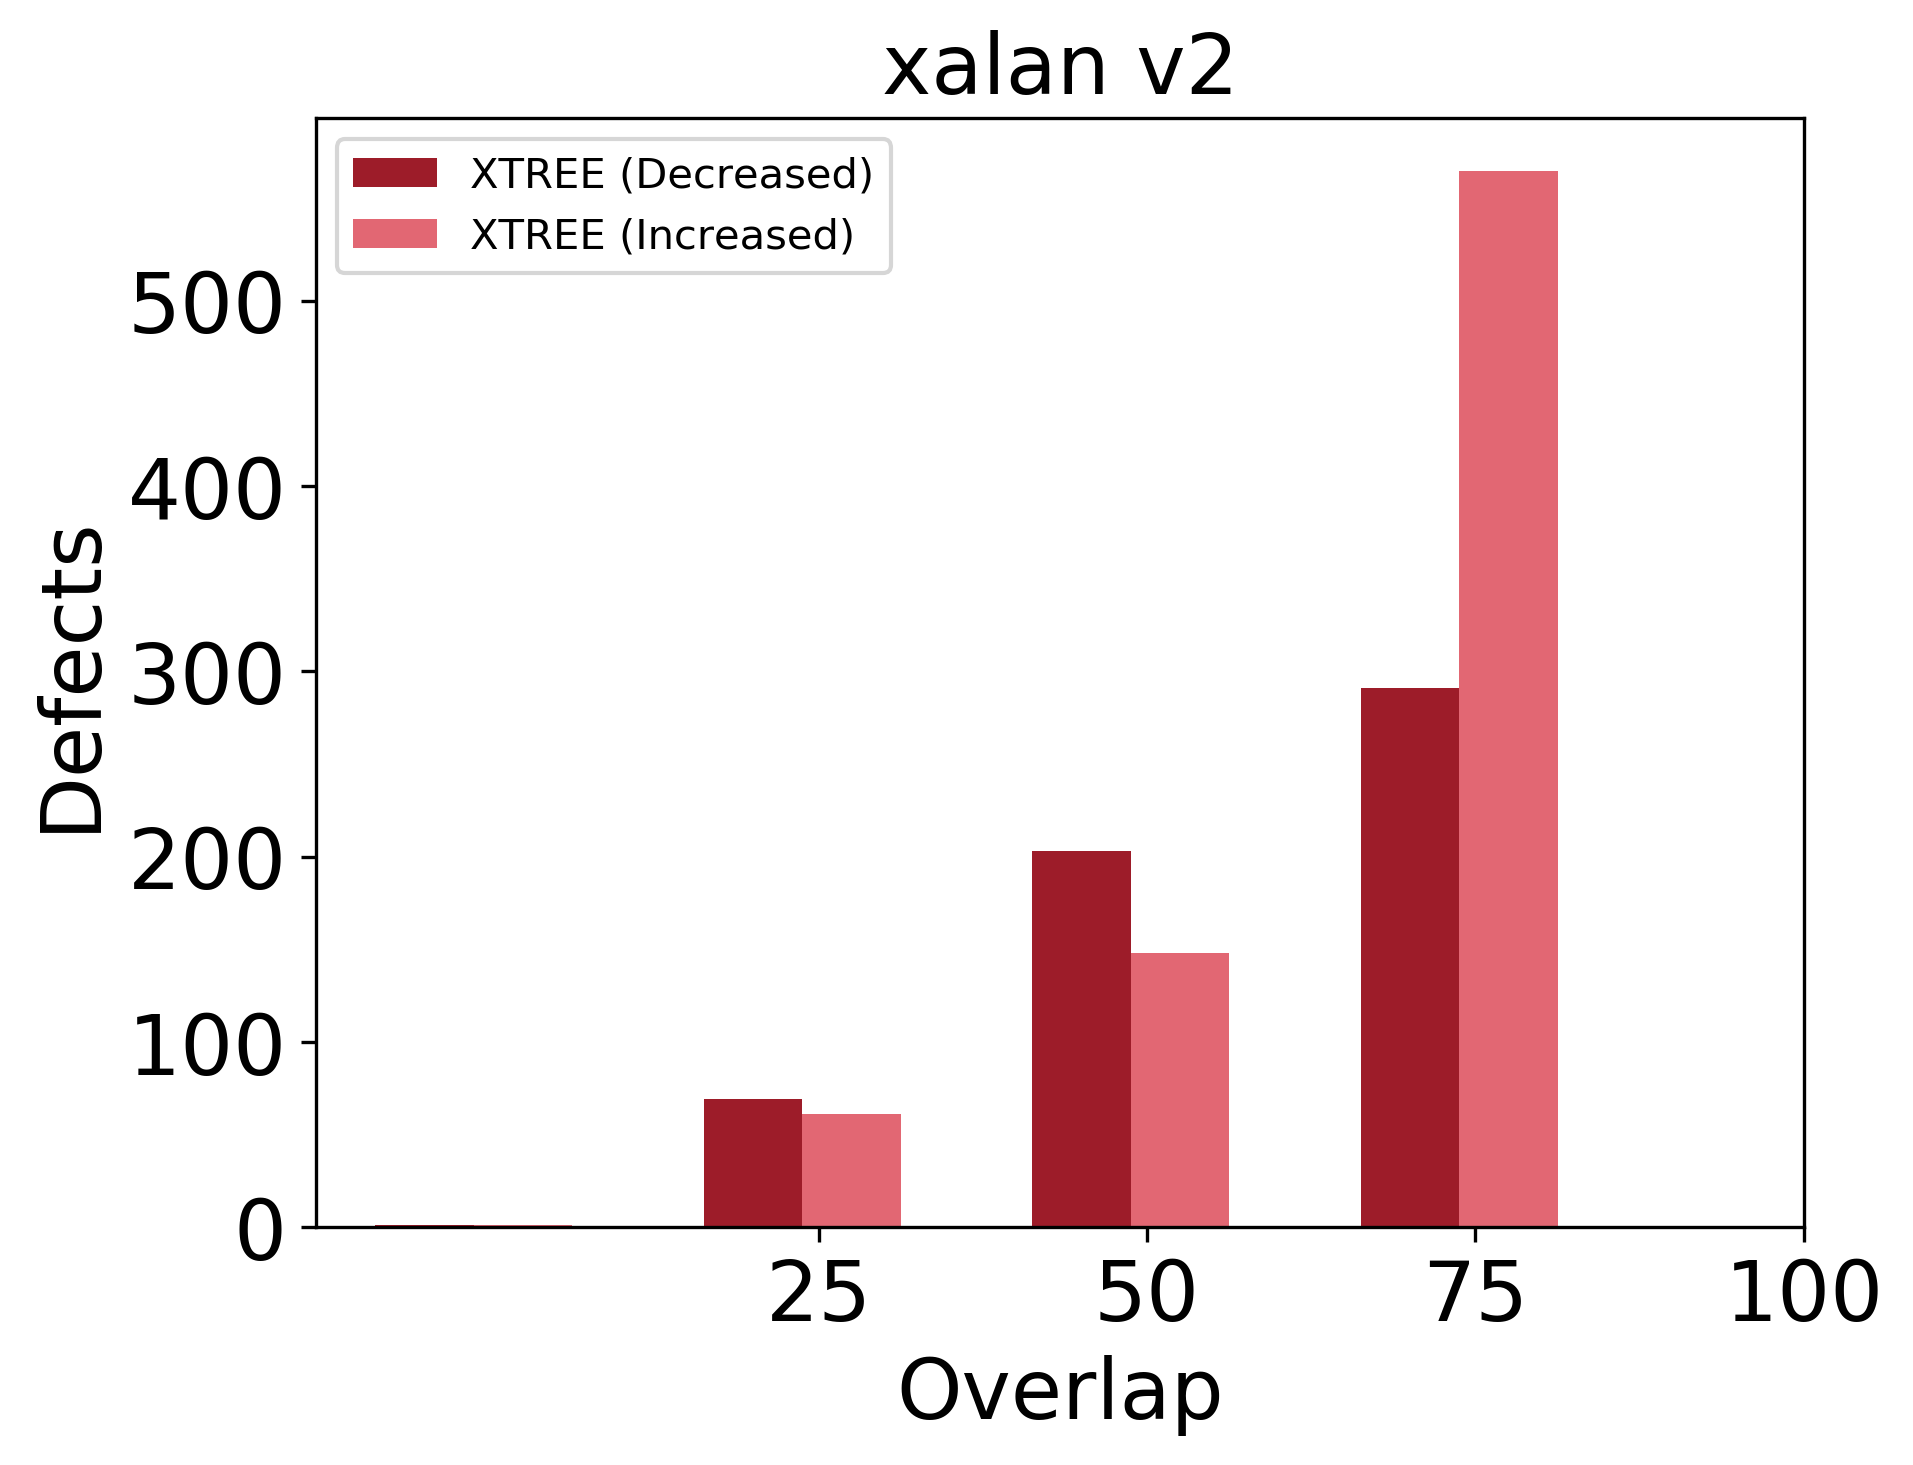 xalan v2
XTREE (Decreased)
XTREE (Increased)
500
400
300
200
100
0
Defects
25 50 75 100
Overlap